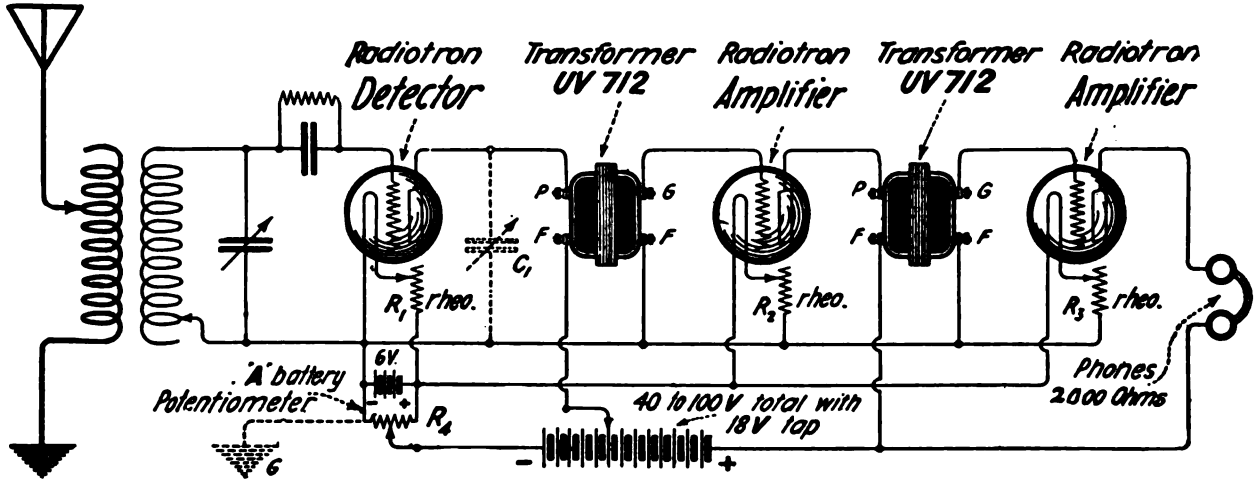 Radiotron
Detector
Transformer
UV 712
Radiotron
Amplifier
Transformer
UV 712
Radiotron
Amplifier
P
G
F
F
P
G
F
F
C1
R1 rheo.
R2 rheo.
R3 rheo.
6V.
"A" battery
Potentiometer
- +
R4
G
40 to 100 V total with
18V tap
- +
Phones
2000 Ohms